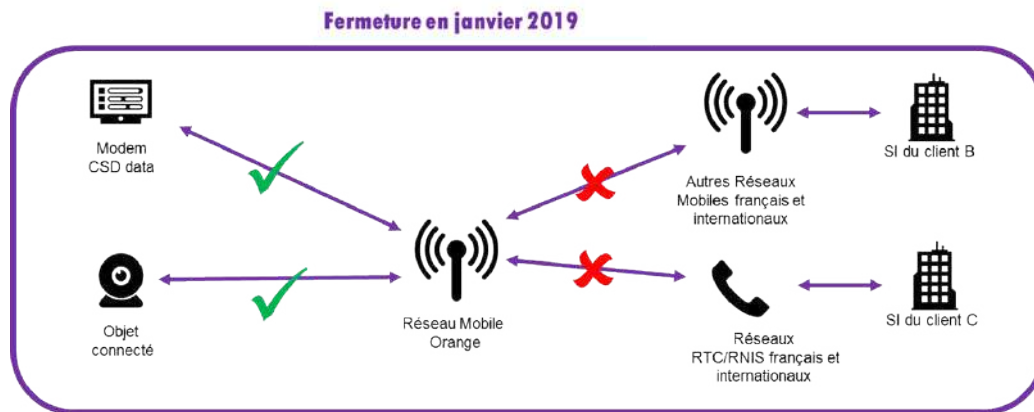 Fermeture en janvier 2019
Modem
CSD data
SI du client B
Autres Réseaux
Mobiles français et
internationaux
Objet
connecté
Réseau Mobile
Orange
Réseaux
RTC/RNIS français et
internationaux
SI du client C